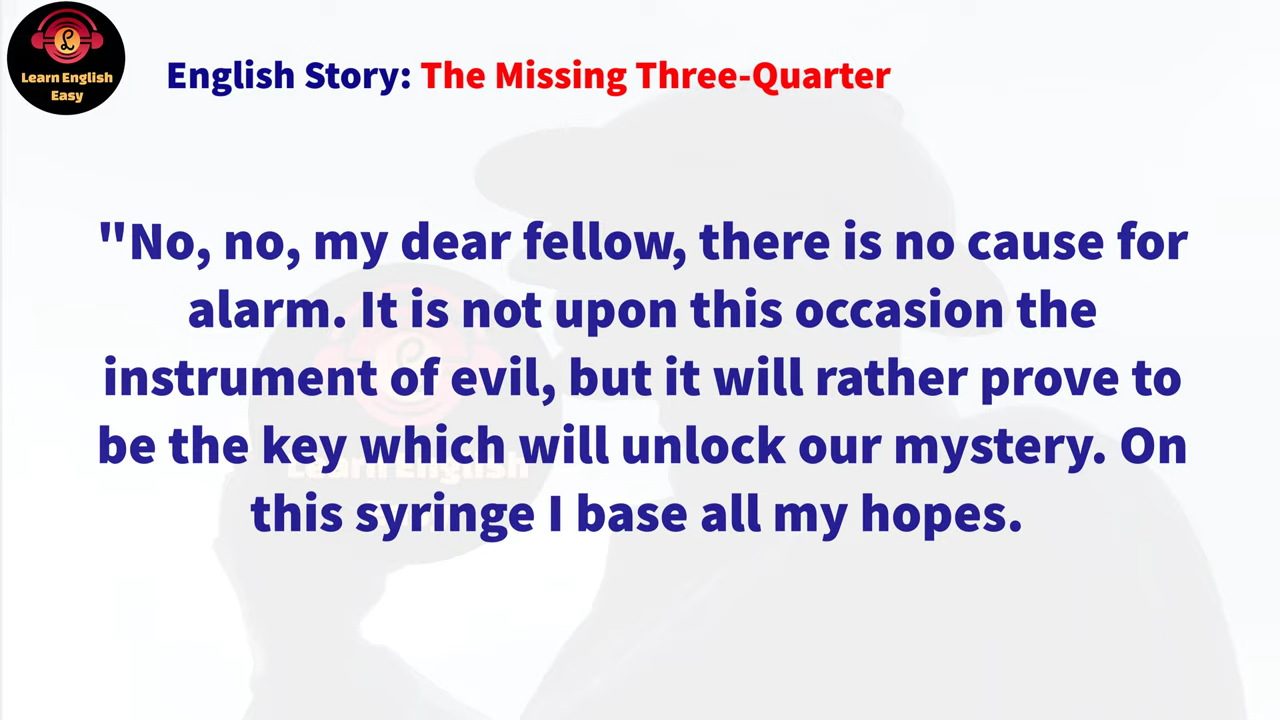 Learn English
Easy
English Story: The Missing Three-Quarter
"No, no, my dear fellow, there is no cause for
alarm. It is not upon this occasion the
instrument of evil, but it will rather prove to
be the key which will unlock our mystery. On
this syringe I base all my hopes.
Learn English